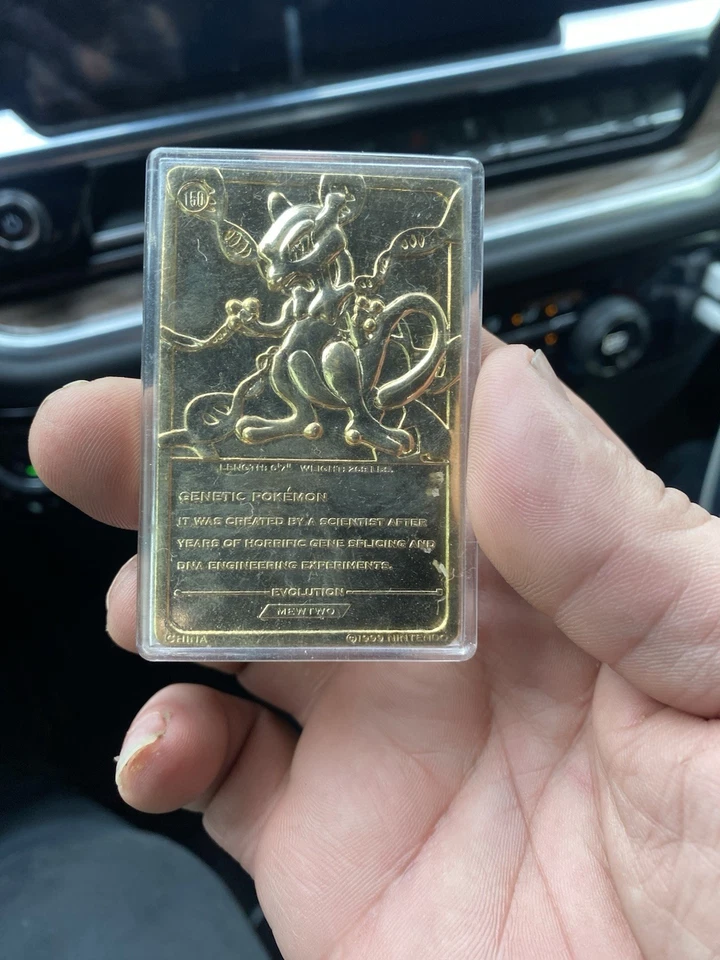 150
LENGTH: 6'7" WEIGHT: 269 LBS.
GENETIC POKÉMON
IT WAS CREATED BY A SCIENTIST AFTER
YEARS OF HORRIFIC GENE SPLICING AND
DNA ENGINEERING EXPERIMENTS.
EVOLUTION
MEWTWO
CHINA ©1999 NINTENDO